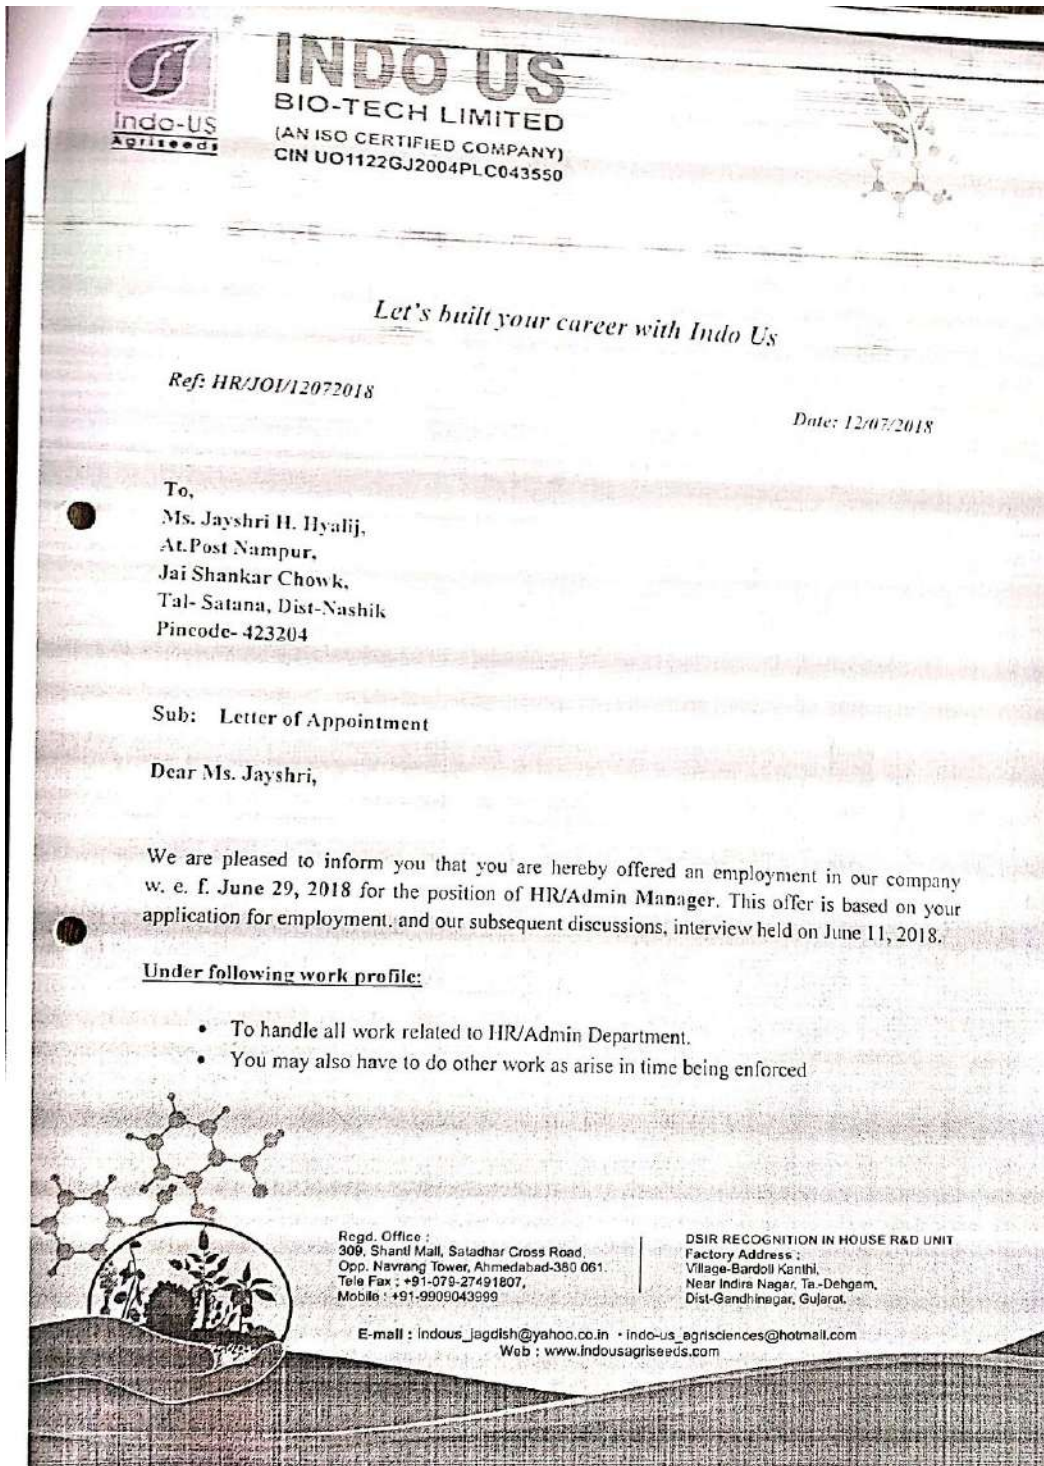 Indo-US
Agriseeds
INDO US
BIO-TECH LIMITED
(AN ISO CERTIFIED COMPANY)
CIN UO1122GJ2004PLC043550
Let's built your career with Indo Us
Ref: HR/JOI/12072018
Date: 12/07/2018
To,
Ms. Jayshri H. Hyalij,
At.Post Nampur,
Jai Shankar Chowk,
Tal- Satana, Dist-Nashik
Pincode- 423204
Sub: Letter of Appointment
Dear Ms. Jayshri,
We are pleased to inform you that you are hereby offered an employment in our company
w. e. f. June 29, 2018 for the position of HR/Admin Manager. This offer is based on your
application for employment. and our subsequent discussions, interview held on June 11, 2018.
Under following work profile:
• To handle all work related to HR/Admin Department.
• You may also have to do other work as arise in time being enforced
Regd. Office :
309, Shanti Mall, Satadhar Cross Road,
Opp. Navrang Tower, Ahmedabad-380 061.
Tele Fax : +91-079-27491807,
Mobile : +91-9909043999
DSIR RECOGNITION IN HOUSE R&D UNIT
Factory Address :
Village-Bardoli Kanthi,
Near Indira Nagar, Ta.-Dehgam,
Dist-Gandhinagar, Gujarat.
E-mail : indous_jagdish@yahoo.co.in • indo-us_agrisciences@hotmail.com
Web : www.indousagriseeds.com